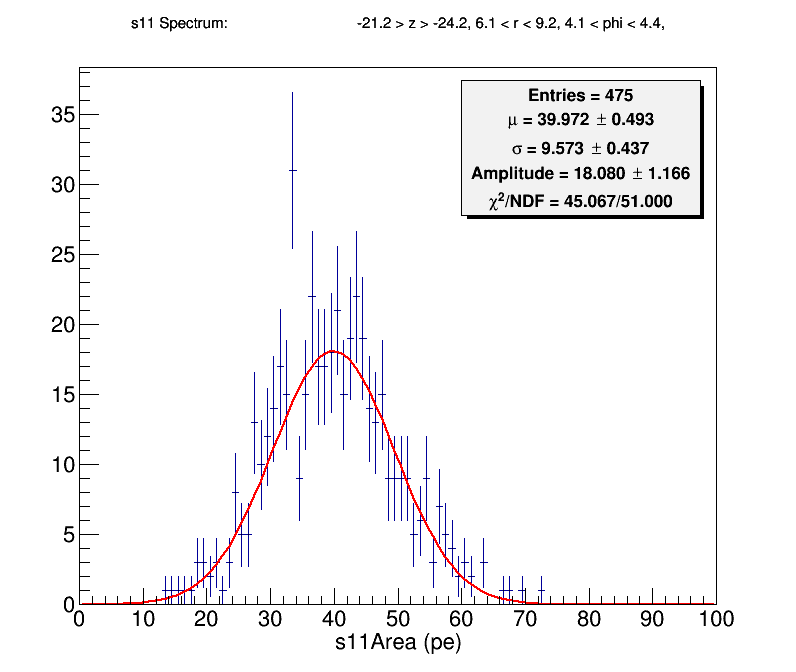 s11 Spectrum: -21.2 > z > -24.2, 6.1 < r < 9.2, 4.1 < phi < 4.4,
Entries = 475
μ = 39.972 ± 0.493
σ = 9.573 ± 0.437
Amplitude = 18.080 ± 1.166
χ²/NDF = 45.067/51.000
35
30
25
20
15
10
5
0
0 10 20 30 40 50 60 70 80 90 100
s11Area (pe)